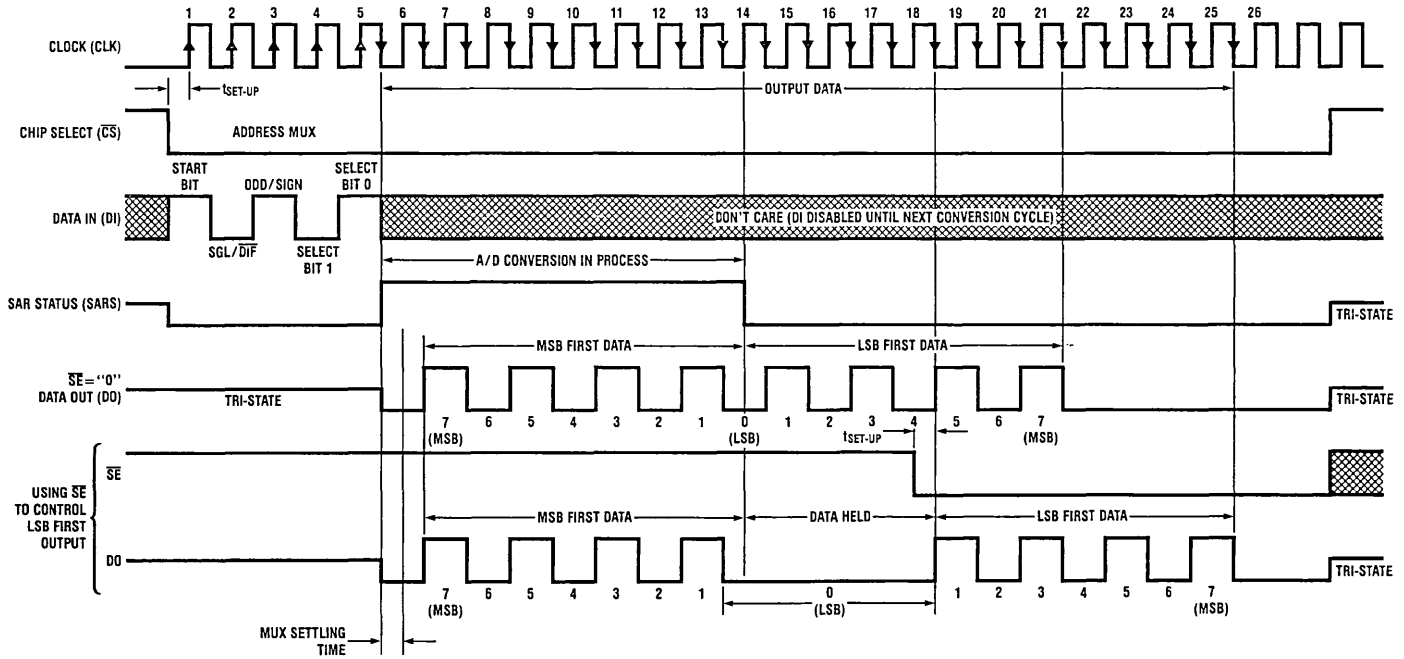 1 2 3 4 5 6 7 8 9 10 11 12 13 14 15 16 17 18 19 20 21 22 23 24 25 26
CLOCK (CLK)
tSET-UP
OUTPUT DATA
CHIP SELECT (C̅S̅)
ADDRESS MUX
START BIT
ODD/SIGN
SELECT BIT 0
DATA IN (DI)
DON'T CARE (DI DISABLED UNTIL NEXT CONVERSION CYCLE)
SGL/D̅I̅F̅
SELECT BIT 1
A/D CONVERSION IN PROCESS
SAR STATUS (SARS)
TRI-STATE
MSB FIRST DATA
LSB FIRST DATA
S̅E̅="0"
DATA OUT (DO)
TRI-STATE
TRI-STATE
7 6 5 4 3 2 1 0 1 2 3 4 5 6 7
(MSB) (LSB) (MSB)
tSET-UP
S̅E̅
USING S̅E̅
TO CONTROL
LSB FIRST
OUTPUT
MSB FIRST DATA
DATA HELD
LSB FIRST DATA
DO
TRI-STATE
7 6 5 4 3 2 1 0 1 2 3 4 5 6 7
(MSB) (LSB) (MSB)
MUX SETTLING
TIME